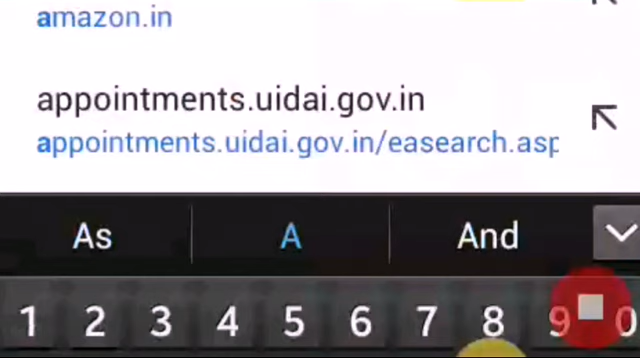 amazon.in
appointments.uidai.gov.in
appointments.uidai.gov.in/easearch.asp
As A And
1 2 3 4 5 6 7 8 9 0